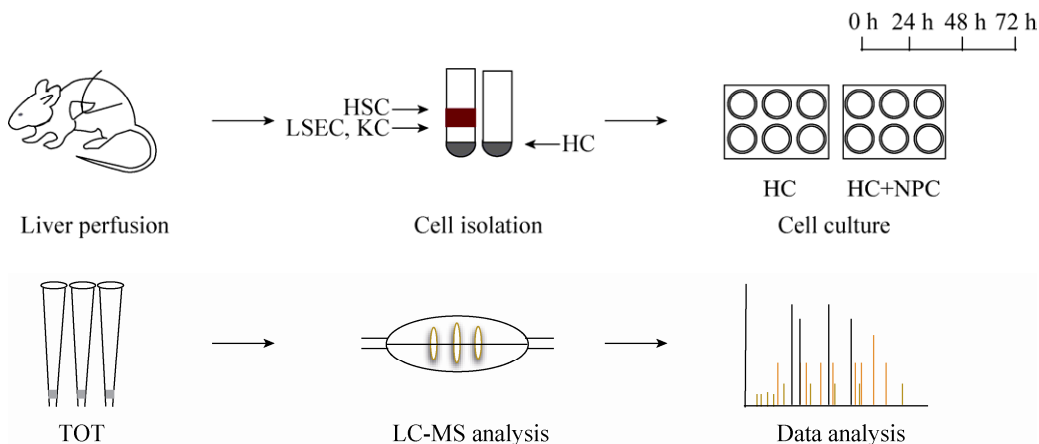 0 h 24 h 48 h 72 h
HSC
LSEC, KC
HC
HC HC+NPC
Liver perfusion Cell isolation Cell culture
TOT LC-MS analysis Data analysis